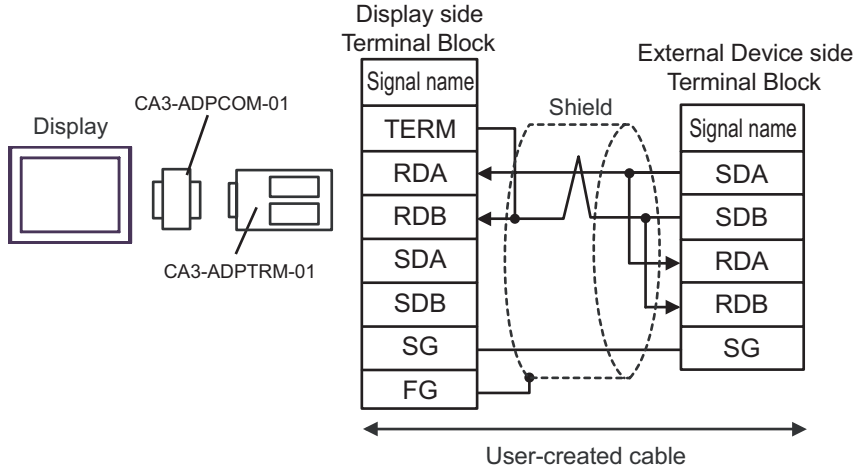 Display side
Terminal Block
External Device side
Terminal Block
CA3-ADPCOM-01
Display
CA3-ADPTRM-01
Shield
Signal name
TERM
RDA
RDB
SDA
SDB
SG
FG
Signal name
SDA
SDB
RDA
RDB
SG
User-created cable